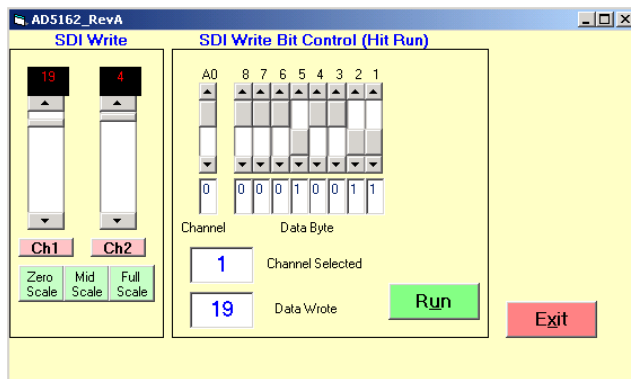 AD5162_RevA
SDI Write
SDI Write Bit Control (Hit Run)
19 4
A0 8 7 6 5 4 3 2 1
0 0 0 0 1 0 0 1 1
Channel Data Byte
Ch1 Ch2
1 Channel Selected
Zero Scale
Mid Scale
Full Scale
19 Data Wrote
Run
Exit